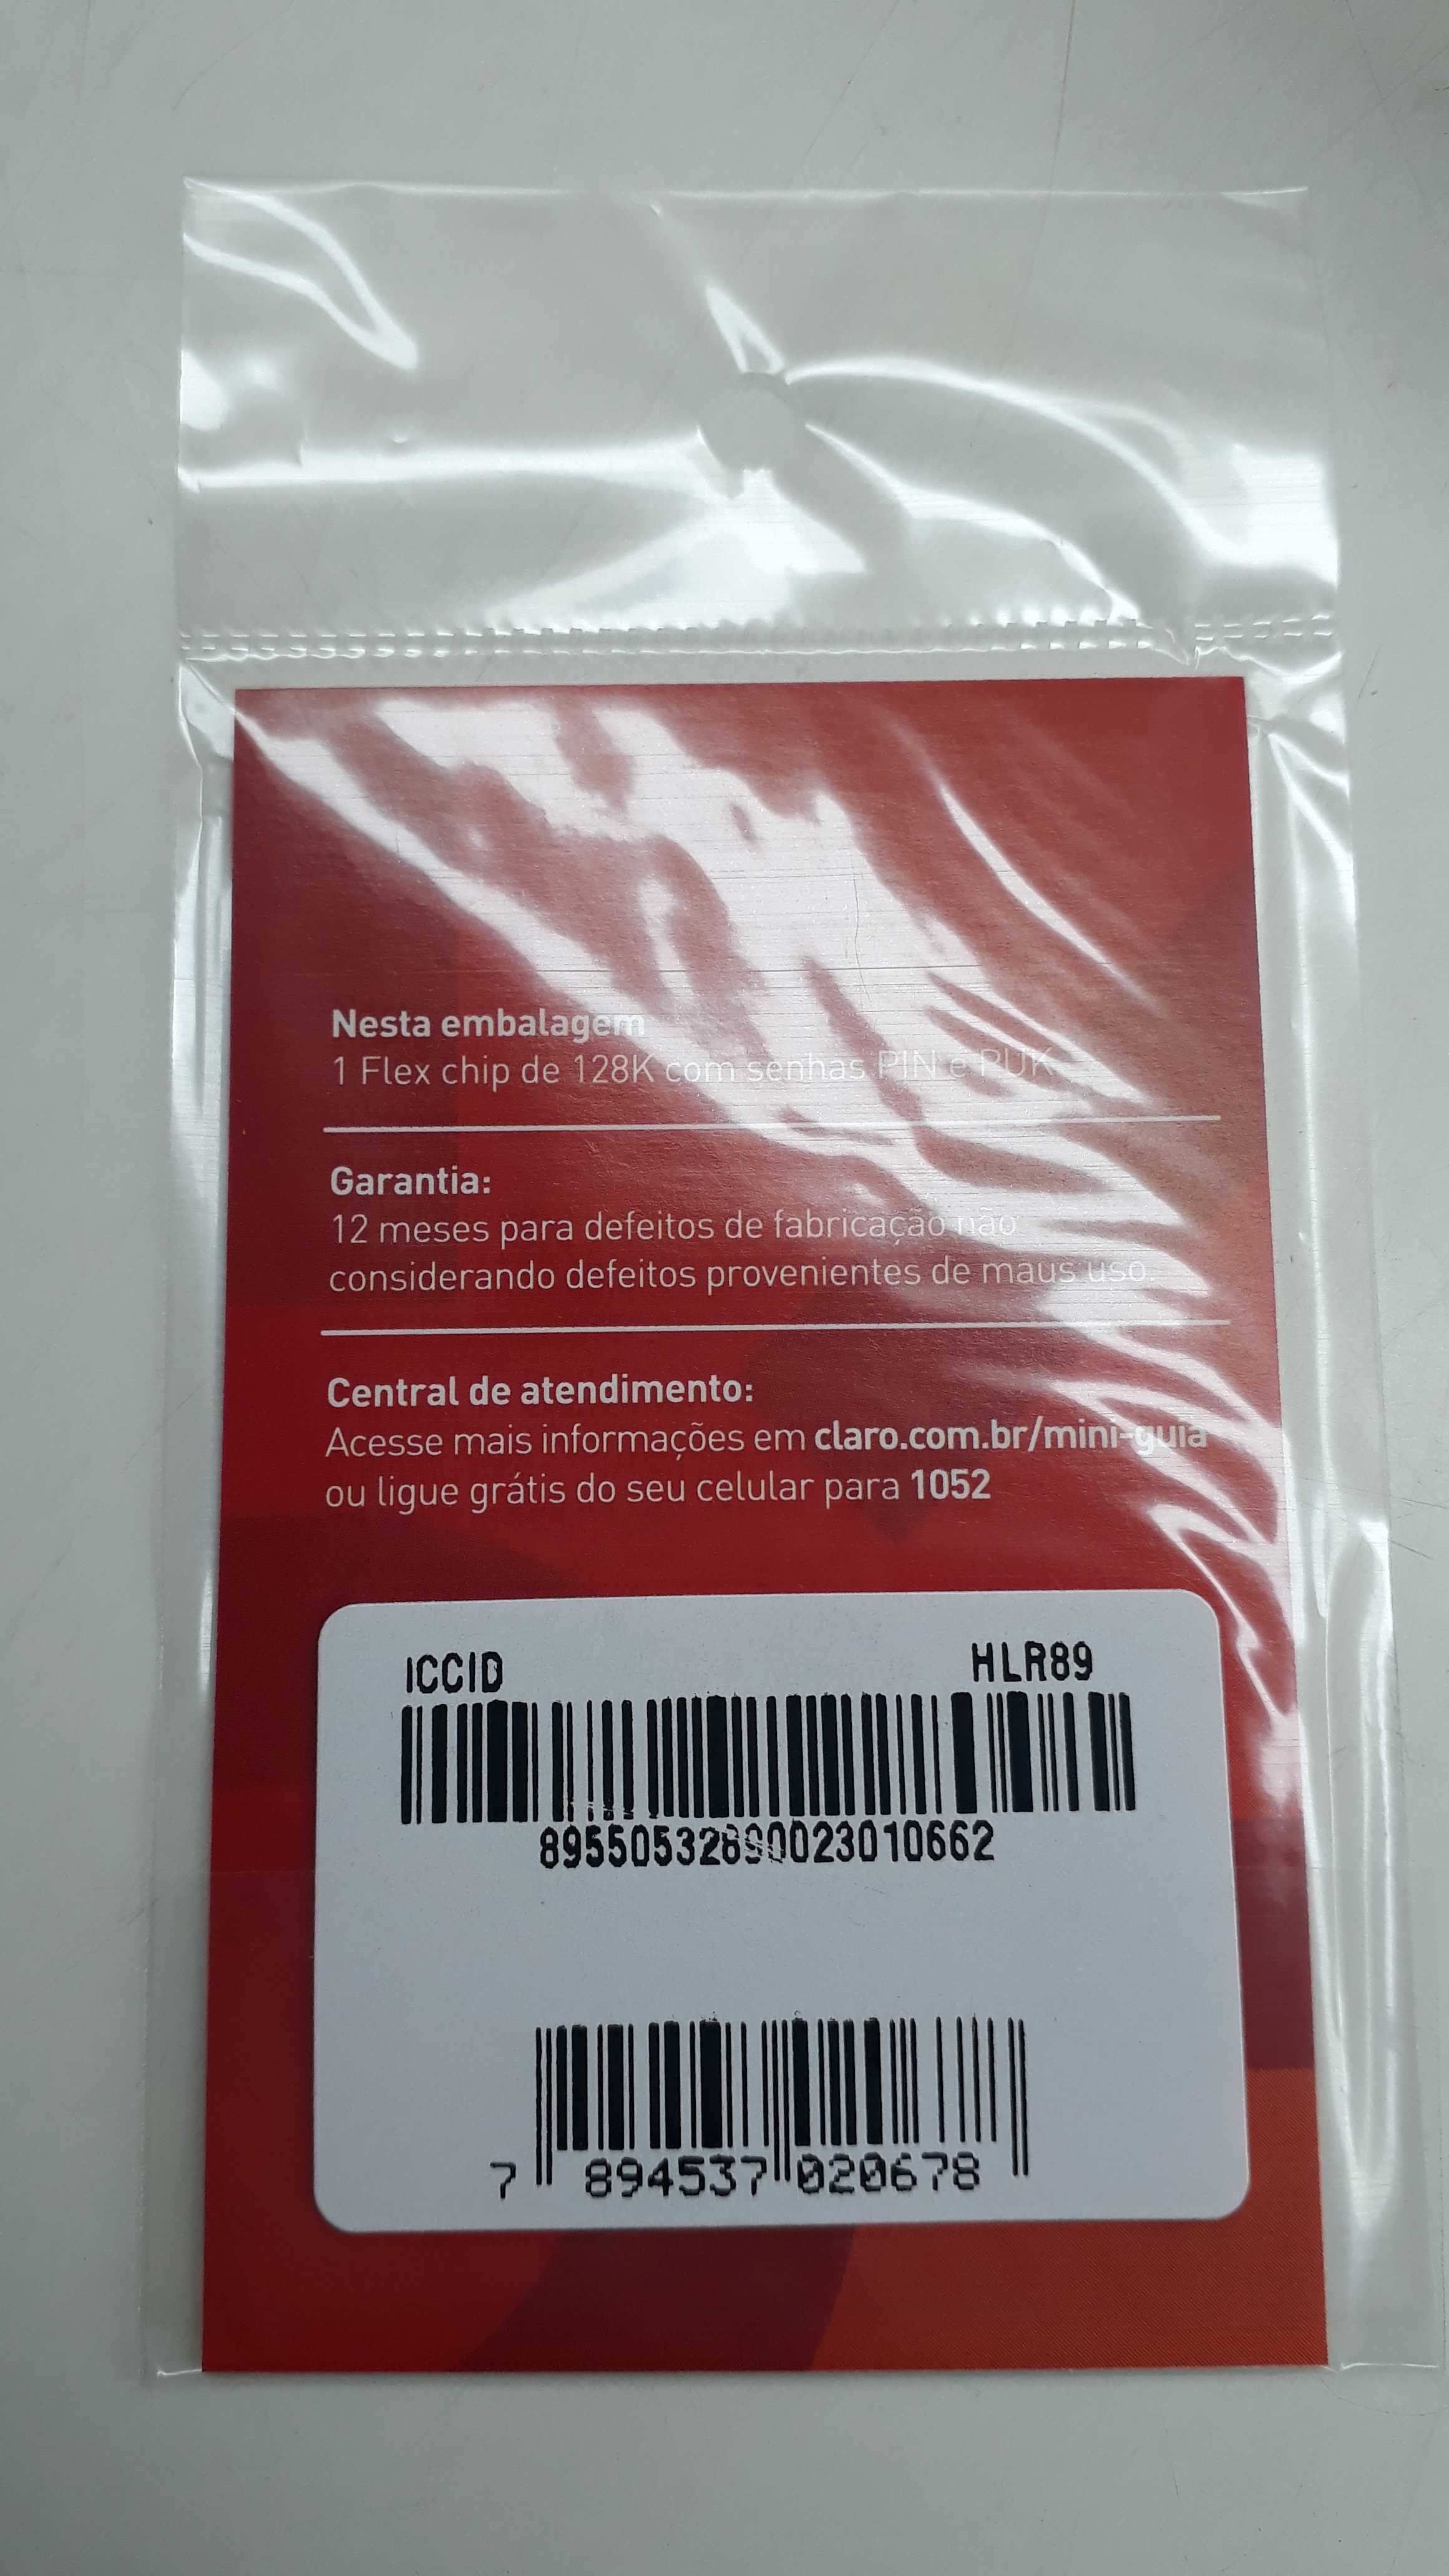 Nesta embalagem
1 Flex chip de 128K com senhas PIN e PUK
Garantia:
12 meses para defeitos de fabricação não
considerando defeitos provenientes de maus uso.
Central de atendimento:
Acesse mais informações em claro.com.br/mini-guia
ou ligue grátis do seu celular para 1052
ICCID HLR89
89550532890023010662
7 894537 020678